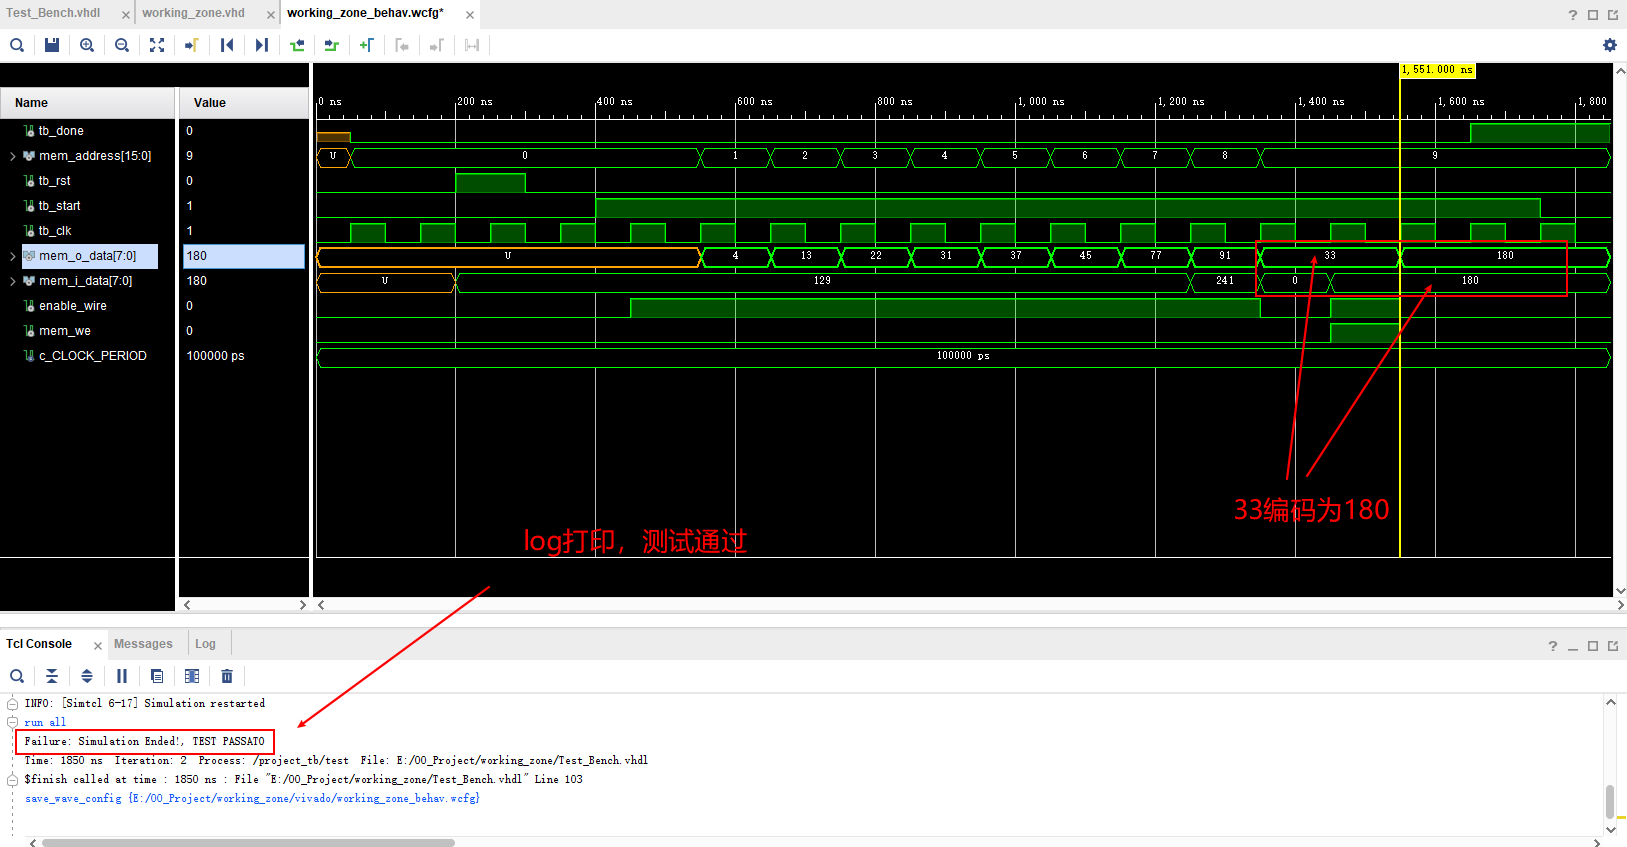 Test_Bench.vhdl × working_zone.vhd × working_zone_behav.wcfg* ×
1,551.000 ns
Name Value
0 ns 200 ns 400 ns 600 ns 800 ns 1,000 ns 1,200 ns 1,400 ns 1,600 ns 1,800
tb_done 0
mem_address[15:0] 9 U 0 1 2 3 4 5 6 7 8 9
tb_rst 0
tb_start 1
tb_clk 1
mem_o_data[7:0] 180 U 4 13 22 31 37 45 77 91 33 180
mem_i_data[7:0] 180 U 129 241 0 180
enable_wire 0
mem_we 0
c_CLOCK_PERIOD 100000 ps 100000 ps
33编码为180
log打印，测试通过
Tcl Console × Messages Log
INFO: [Simtcl 6-17] Simulation restarted
run all
Failure: Simulation Ended!, TEST PASSATO
Time: 1850 ns Iteration: 2 Process: /project_tb/test File: E:/00_Project/working_zone/Test_Bench.vhdl
$finish called at time : 1850 ns : File "E:/00_Project/working_zone/Test_Bench.vhdl" Line 103
save_wave_config {E:/00_Project/working_zone/vivado/working_zone_behav.wcfg}